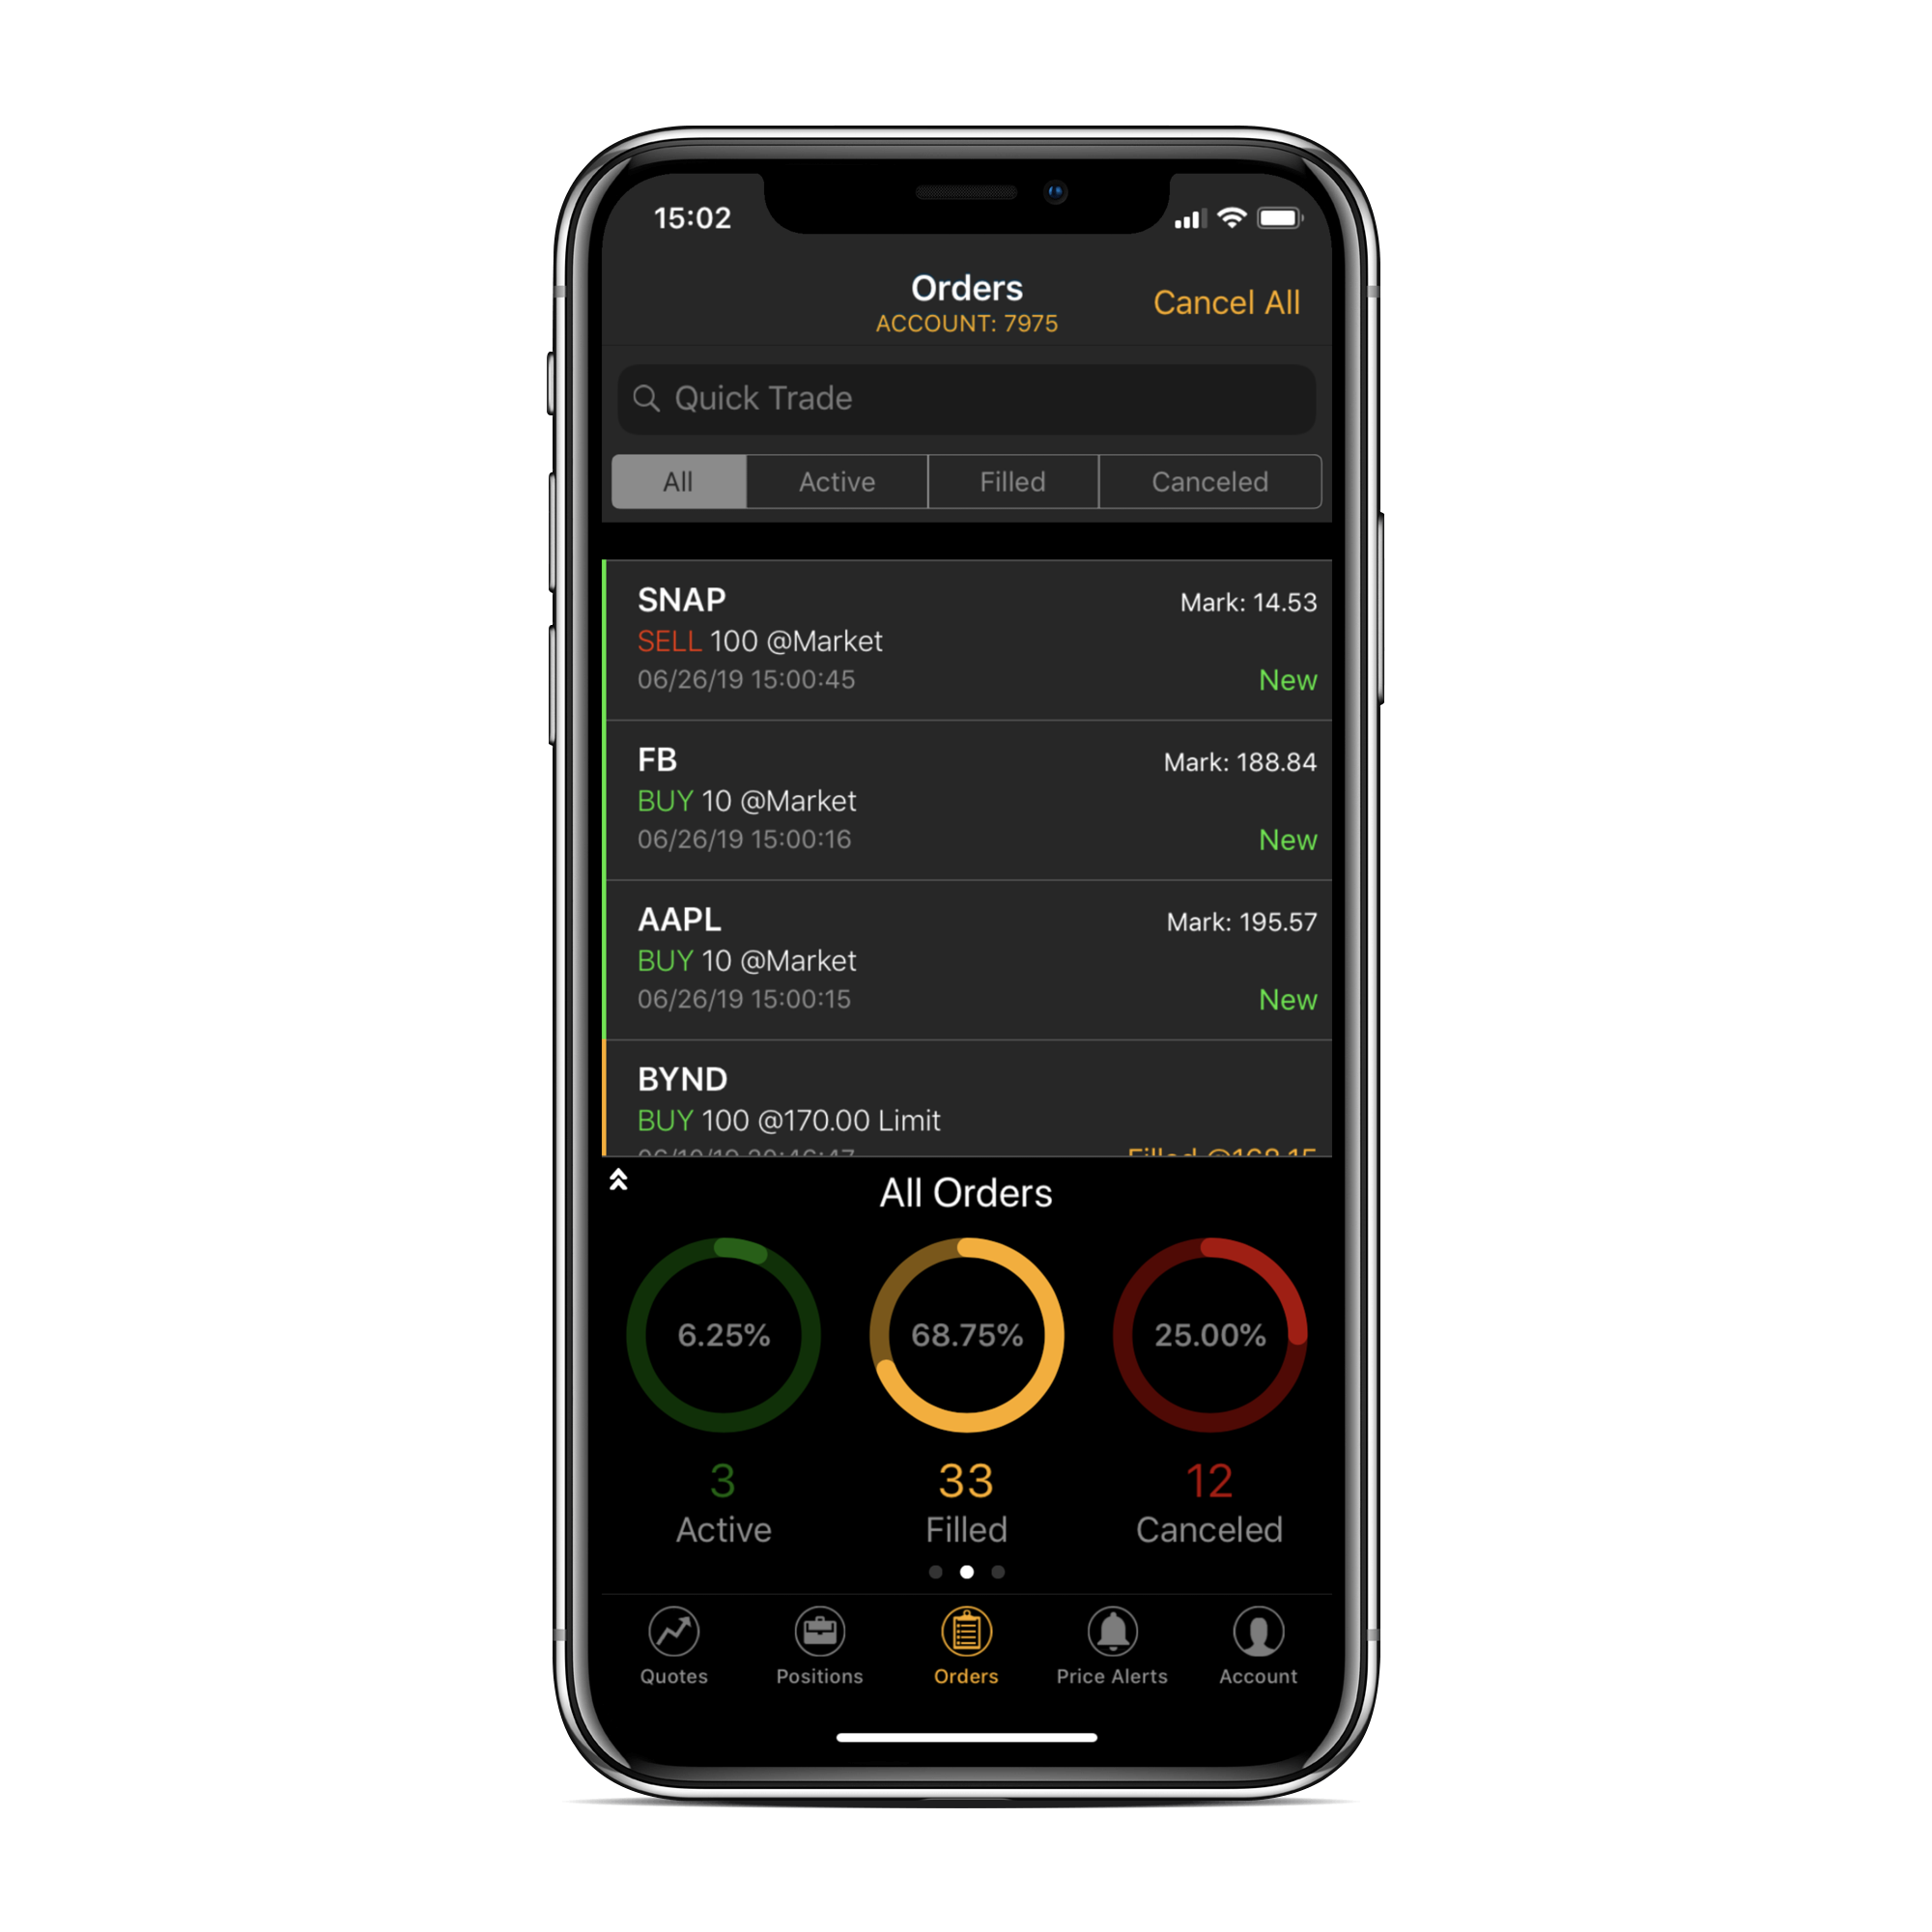 15:02
Orders
ACCOUNT: 7975
Cancel All
Quick Trade
All Active Filled Canceled
SNAP Mark: 14.53
SELL 100 @Market
06/26/19 15:00:45 New
FB Mark: 188.84
BUY 10 @Market
06/26/19 15:00:16 New
AAPL Mark: 195.57
BUY 10 @Market
06/26/19 15:00:15 New
BYND
BUY 100 @170.00 Limit
Filled @168.15
All Orders
6.25% 68.75% 25.00%
3 33 12
Active Filled Canceled
Quotes Positions Orders Price Alerts Account